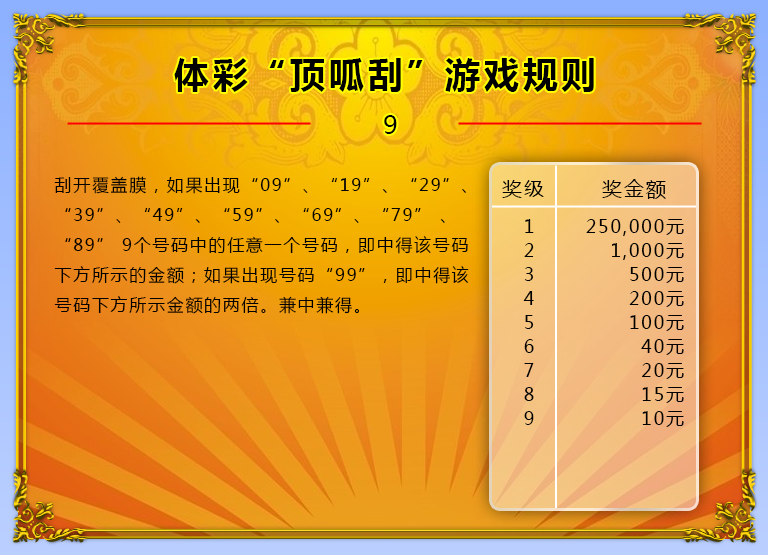 体彩“顶呱刮”游戏规则
9
刮开覆盖膜，如果出现“09”、“19”、“29”、
“39”、“49”、“59”、“69”、“79” 、
“89” 9个号码中的任意一个号码，即中得该号码
下方所示的金额；如果出现号码“99”，即中得该
号码下方所示金额的两倍。兼中兼得。
奖级 奖金额
1 250,000元
2 1,000元
3 500元
4 200元
5 100元
6 40元
7 20元
8 15元
9 10元